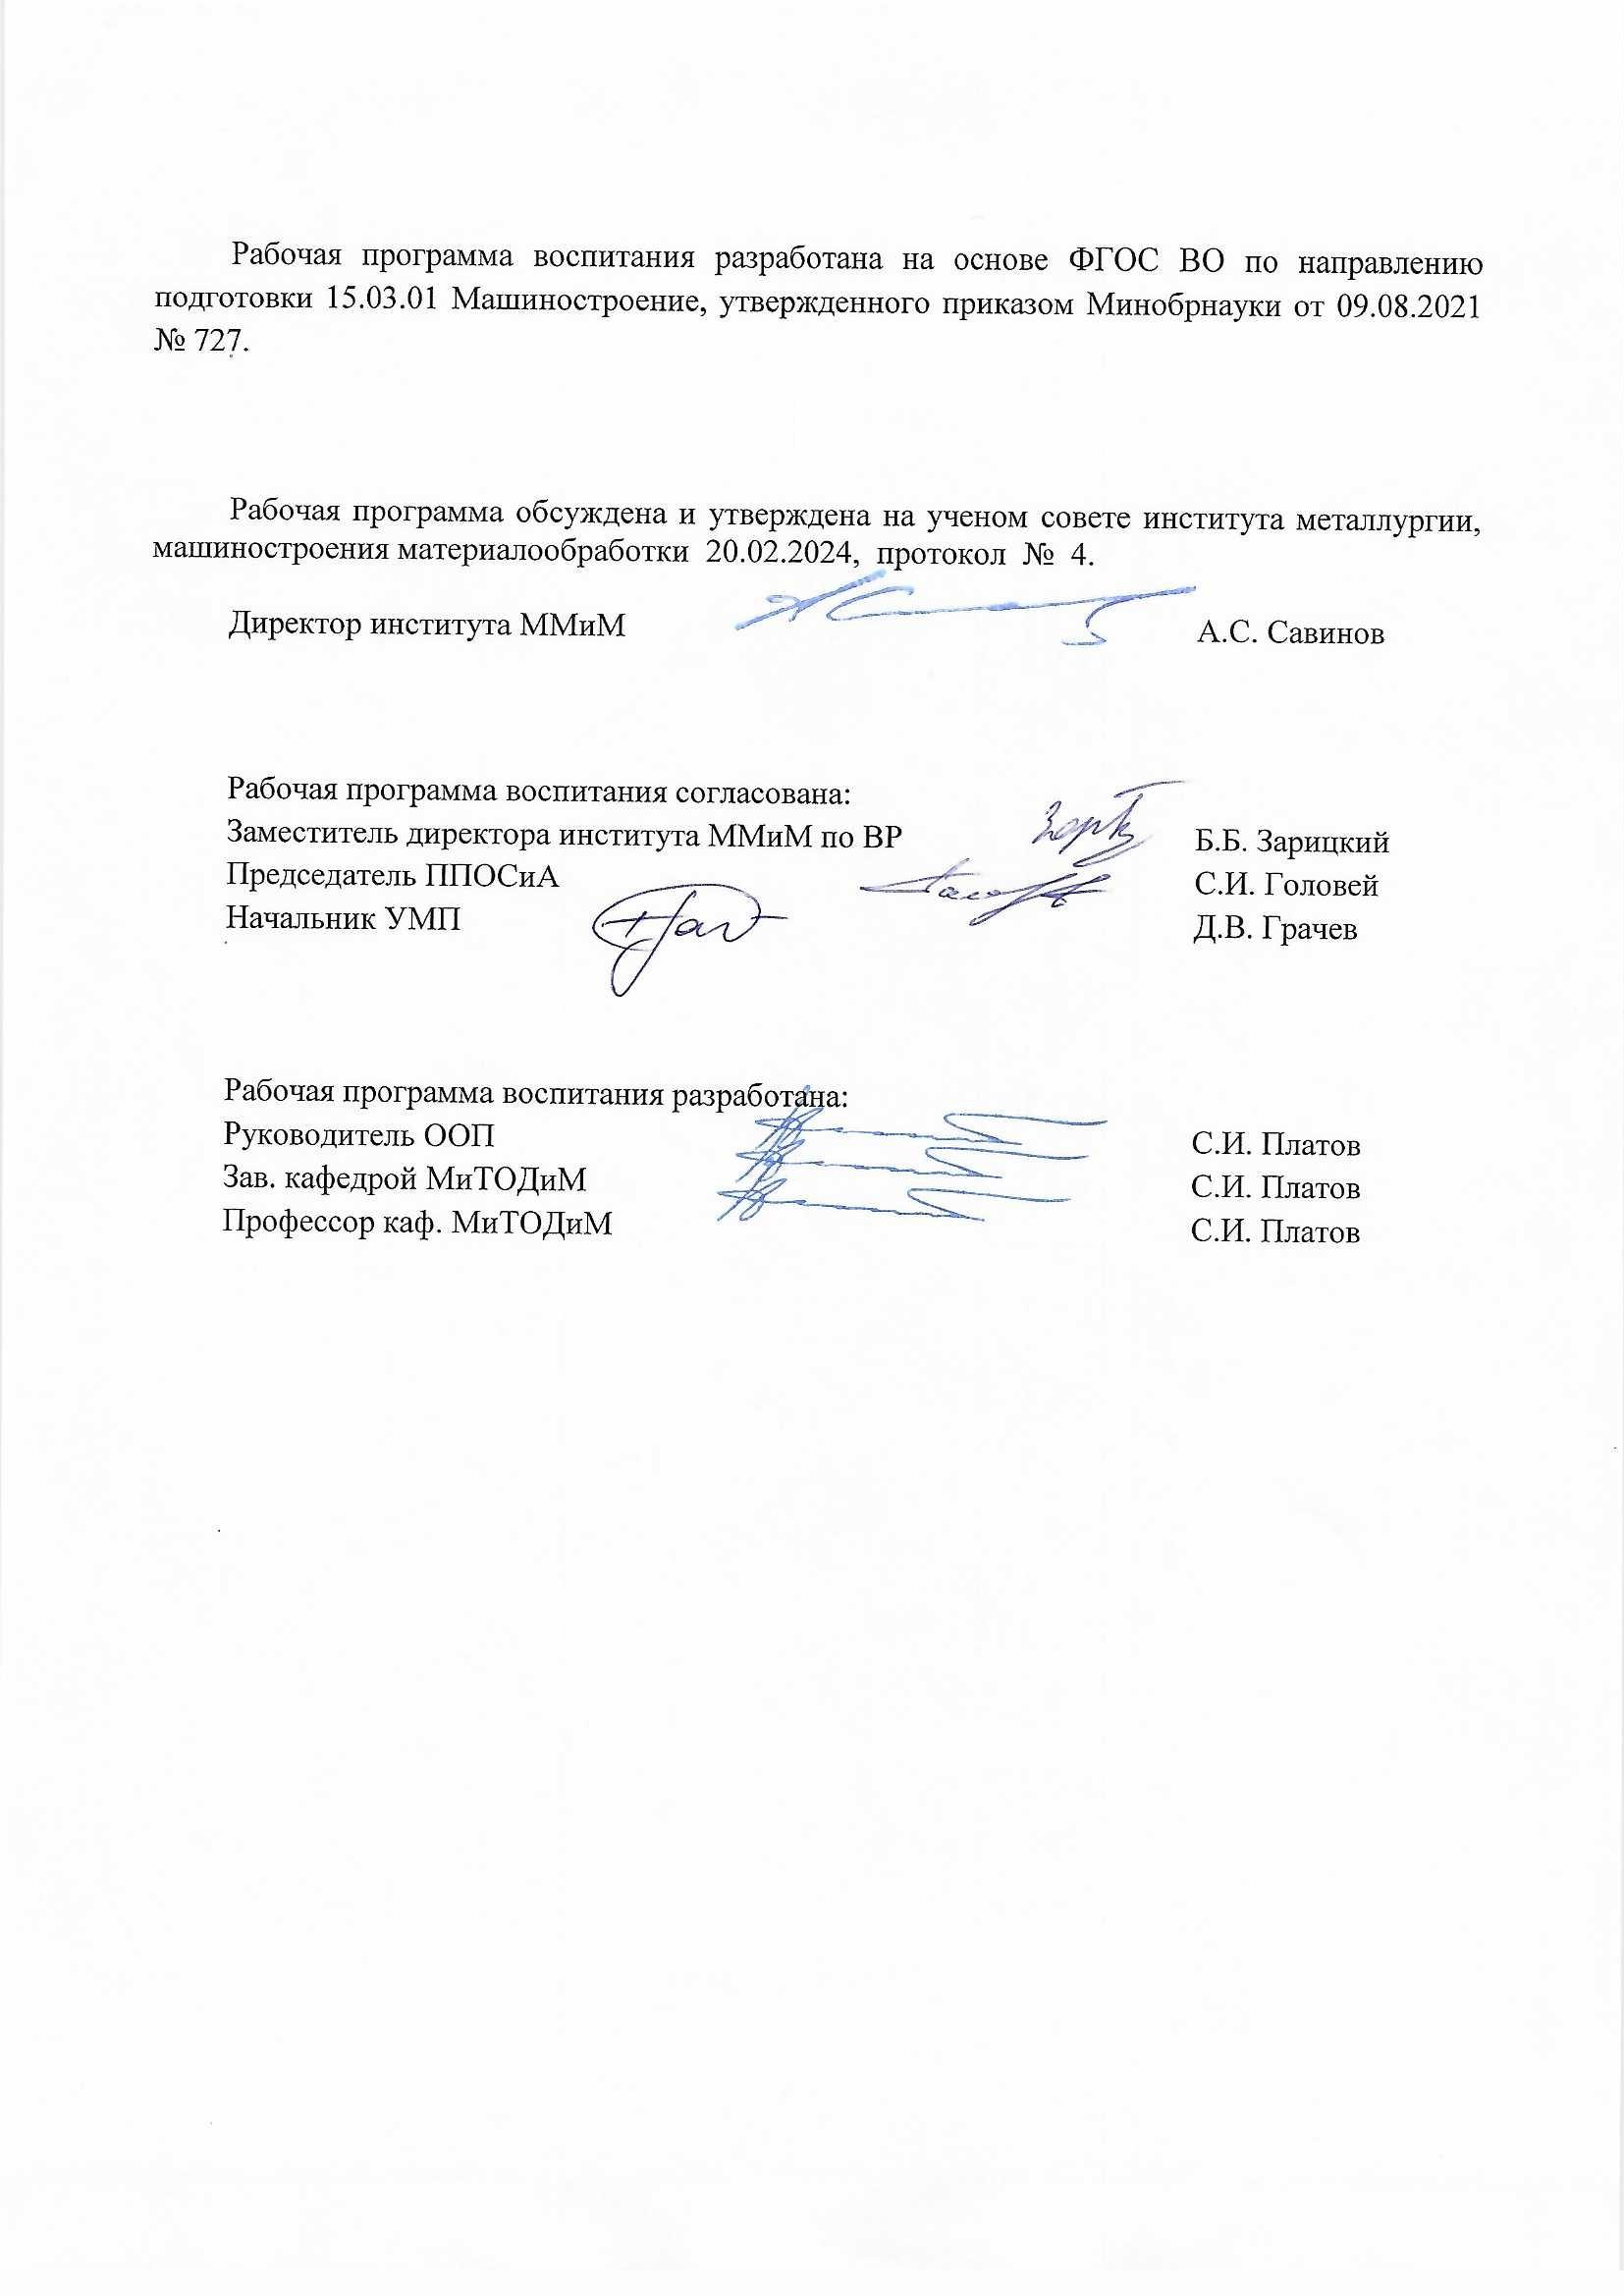 Рабочая программа воспитания разработана на основе ФГОС ВО по направлению
подготовки 15.03.01 Машиностроение, утвержденного приказом Минобрнауки от 09.08.2021
№ 727.
Рабочая программа обсуждена и утверждена на ученом совете института металлургии,
машиностроения материалообработки 20.02.2024, протокол № 4.
Директор института ММиМ А.С. Савинов
Рабочая программа воспитания согласована:
Заместитель директора института ММиМ по ВР Б.Б. Зарицкий
Председатель ППОСиА С.И. Головей
Начальник УМП Д.В. Грачев
Рабочая программа воспитания разработана:
Руководитель ООП С.И. Платов
Зав. кафедрой МиТОДиМ С.И. Платов
Профессор каф. МиТОДиМ С.И. Платов